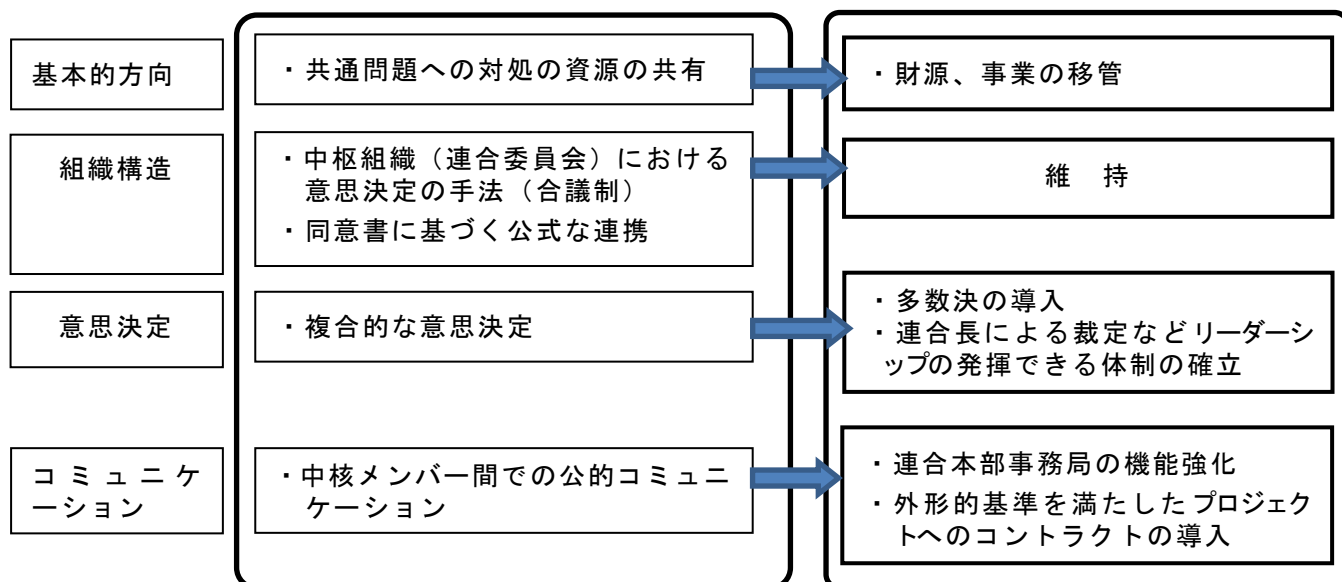 基本的方向
・共通問題への対処の資源の共有
・財源、事業の移管
組織構造
・中枢組織（連合委員会）における
意思決定の手法（合議制）
・同意書に基づく公式な連携
維　持
意思決定
・複合的な意思決定
・多数決の導入
・連合長による裁定などリーダーシ
ップの発揮できる体制の確立
コミュニケ
ーション
・中核メンバー間での公的コミュニ
ケーション
・連合本部事務局の機能強化
・外形的基準を満たしたプロジェク
トへのコントラクトの導入